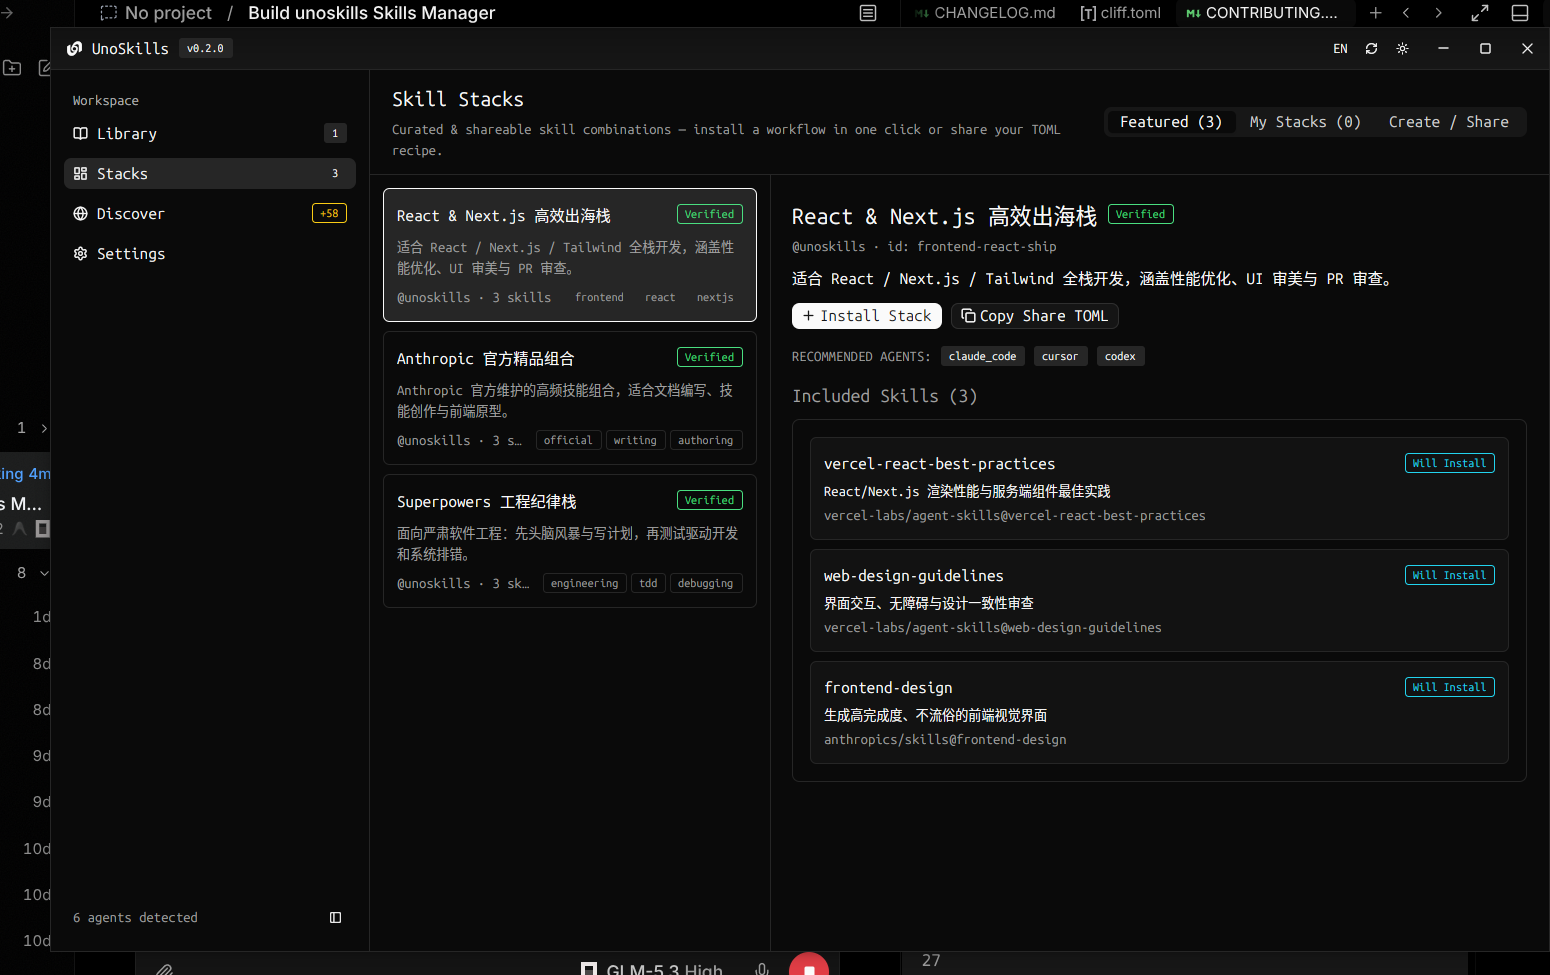 No project / Build unoskills Skills Manager
CHANGELOG.md
[T] cliff.toml
CONTRIBUTING....
UnoSkills v0.2.0
EN
Workspace
Library 1
Stacks 3
Discover +58
Settings
6 agents detected
Skill Stacks
Curated & shareable skill combinations — install a workflow in one click or share your TOML
recipe.
Featured (3) My Stacks (0) Create / Share
React & Next.js 高效出海栈 Verified
适合 React / Next.js / Tailwind 全栈开发，涵盖性
能优化、UI 审美与 PR 审查。
@unoskills · 3 skills frontend react nextjs
Anthropic 官方精品组合 Verified
Anthropic 官方维护的高频技能组合，适合文档编写、技
能创作与前端原型。
@unoskills · 3 s… official writing authoring
Superpowers 工程纪律栈 Verified
面向严肃软件工程：先头脑风暴与写计划，再测试驱动开发
和系统排错。
@unoskills · 3 sk… engineering tdd debugging
React & Next.js 高效出海栈 Verified
@unoskills · id: frontend-react-ship
适合 React / Next.js / Tailwind 全栈开发，涵盖性能优化、UI 审美与 PR 审查。
+ Install Stack Copy Share TOML
RECOMMENDED AGENTS: claude_code cursor codex
Included Skills (3)
vercel-react-best-practices Will Install
React/Next.js 渲染性能与服务端组件最佳实践
vercel-labs/agent-skills@vercel-react-best-practices
web-design-guidelines Will Install
界面交互、无障碍与设计一致性审查
vercel-labs/agent-skills@web-design-guidelines
frontend-design Will Install
生成高完成度、不流俗的前端视觉界面
anthropics/skills@frontend-design
1
ing 4m
s M...
2
8
1d
8d
8d
9d
9d
10d
10d
10d
GLM-5.3 High
27